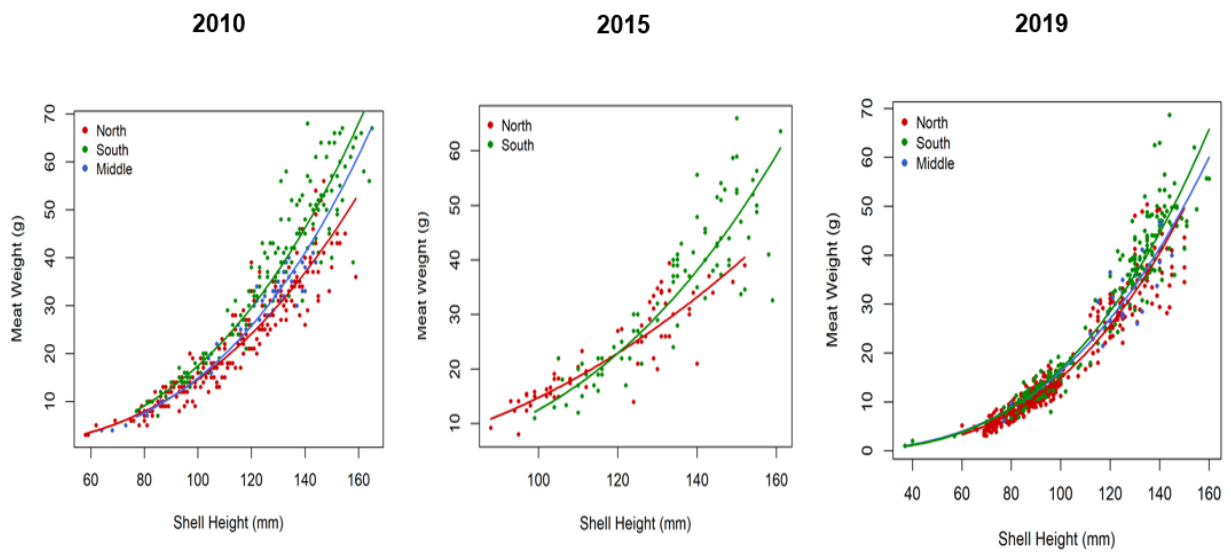 2010
2015
2019
Meat Weight (g)
70
60
50
40
30
20
10
North
South
Middle
60 80 100 120 140 160
Shell Height (mm)
Meat Weight (g)
60
50
40
30
20
10
North
South
100 120 140 160
Shell Height (mm)
Meat Weight (g)
70
60
50
40
30
20
10
0
North
South
Middle
40 60 80 100 120 140 160
Shell Height (mm)